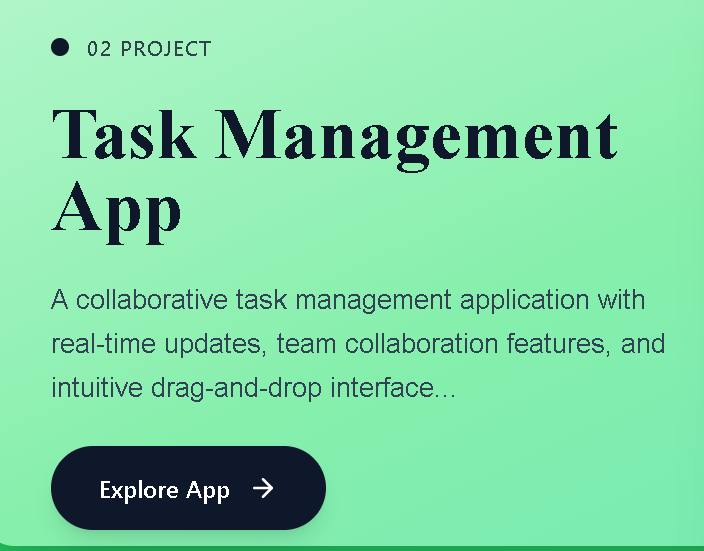 02 PROJECT
Task Management
App
A collaborative task management application with
real-time updates, team collaboration features, and
intuitive drag-and-drop interface...
Explore App →